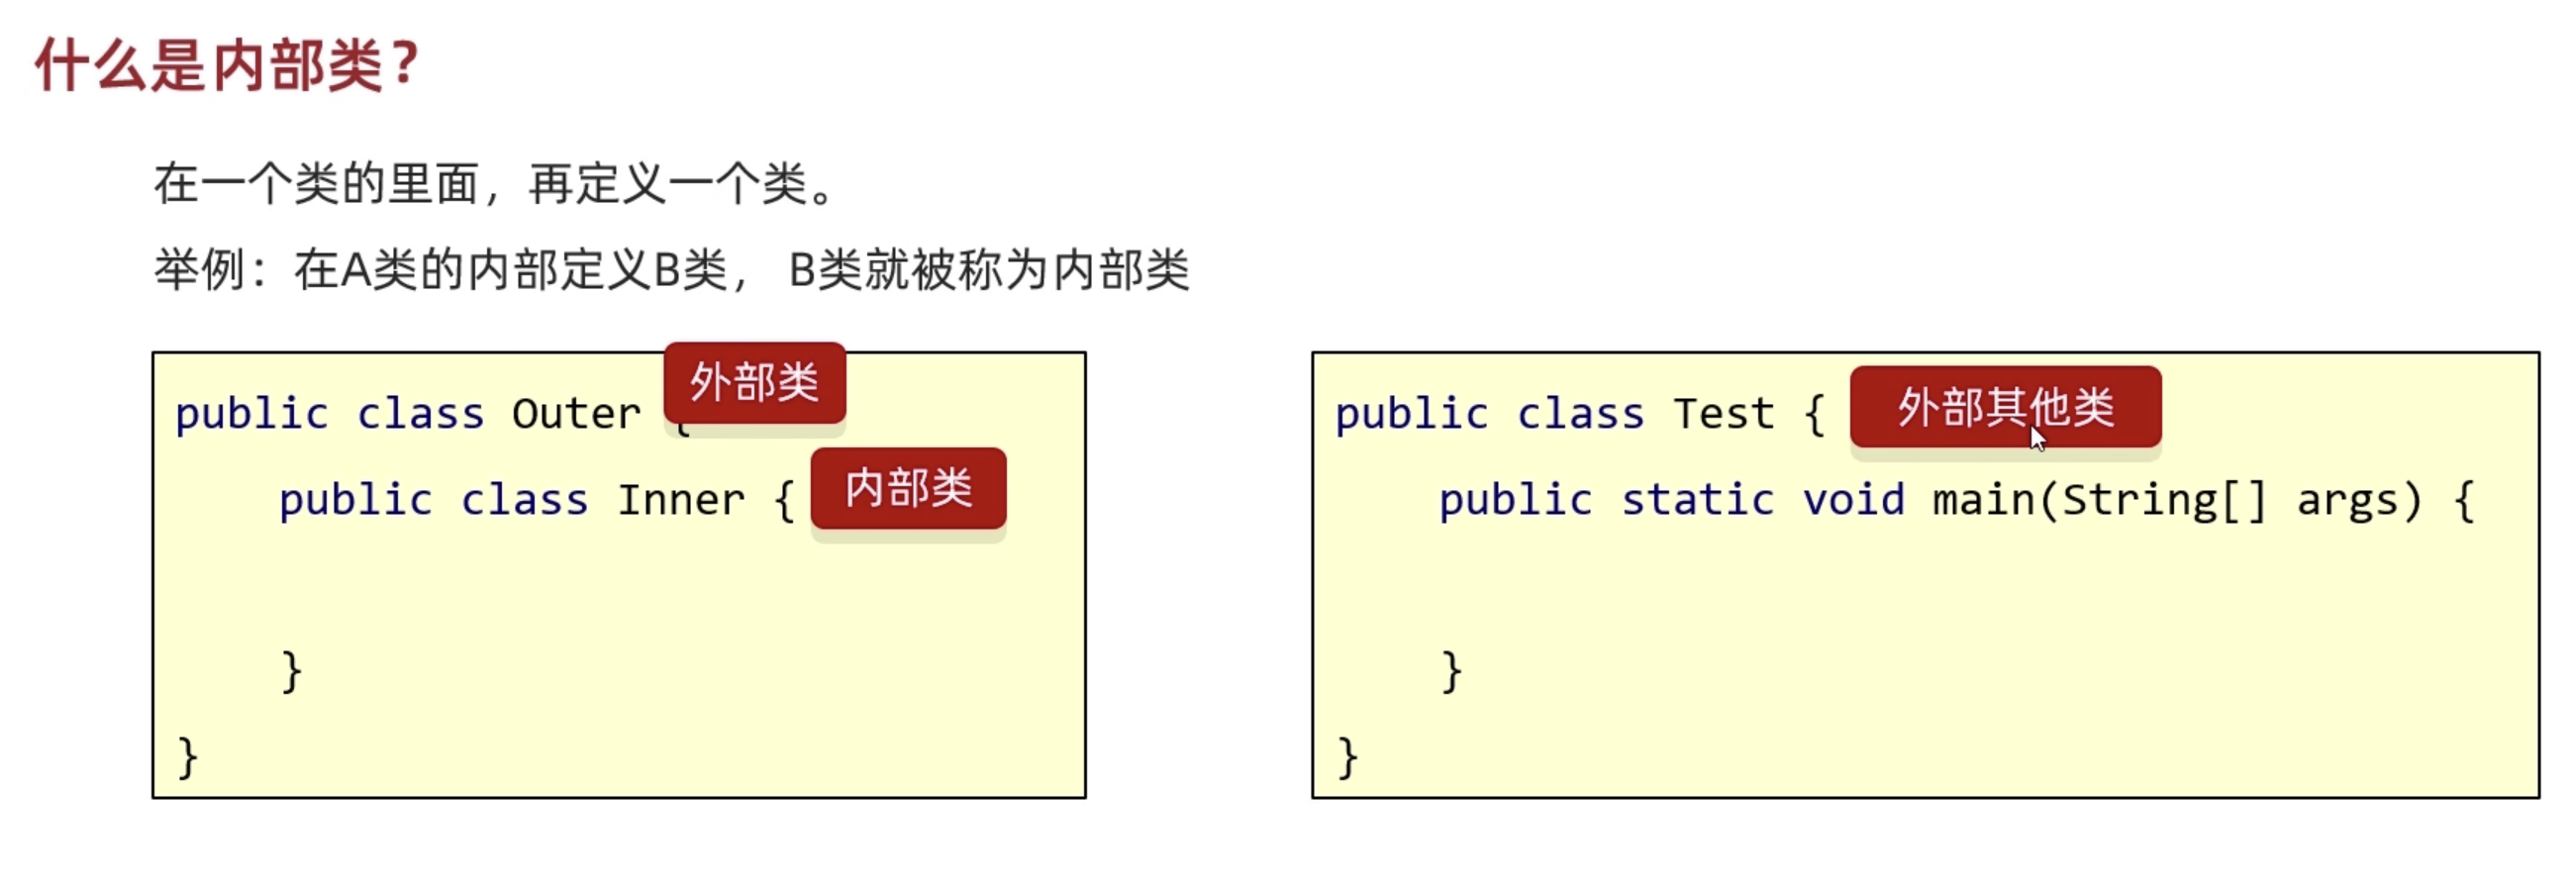 什么是内部类？
在一个类的里面，再定义一个类。
举例：在A类的内部定义B类， B类就被称为内部类
public class Outer {
外部类
public class Inner {
内部类
}
}
public class Test {
外部其他类
public static void main(String[] args) {
}
}